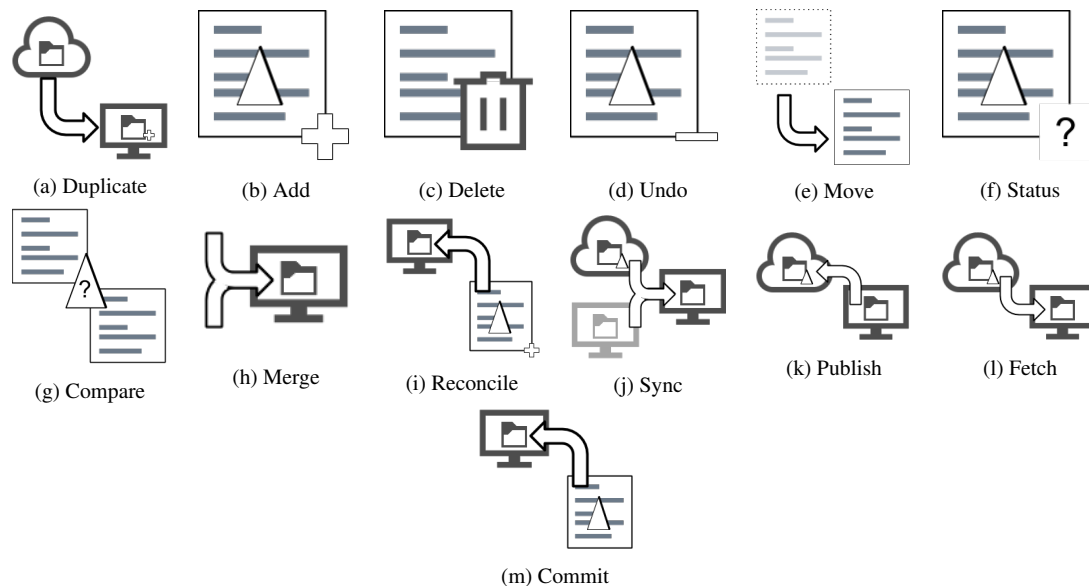 (a) Duplicate
(b) Add
(c) Delete
(d) Undo
(e) Move
?
(f) Status
?
(g) Compare
(h) Merge
(i) Reconcile
(j) Sync
(k) Publish
(l) Fetch
(m) Commit